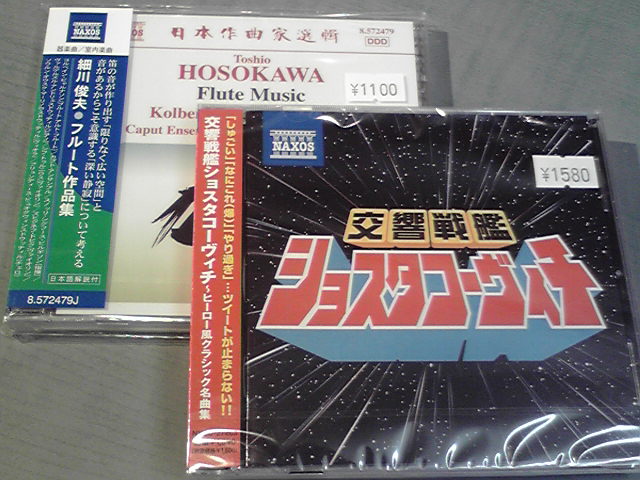 NAXOS
器楽曲/室内楽曲
笛の音が作り出す「限りなく広い空間」と
音があるからこそ意識する「深い静寂」について考える
細川 俊夫●フルート作品集
日本語解説付
8.572479J
日本作曲家選輯
8.572479
DDD
Toshio
HOSOKAWA
Flute Music
Kolbe
Caput Ense
¥1100
「しゅごい」「なにこれ(爆)」「やり過ぎ…ツイートが止まらない!!
交響戦艦ショスタコーヴィチ~ヒーロー風クラシック名曲集
NAXOS
¥1580
交響戦艦
ショスタコーヴィチ